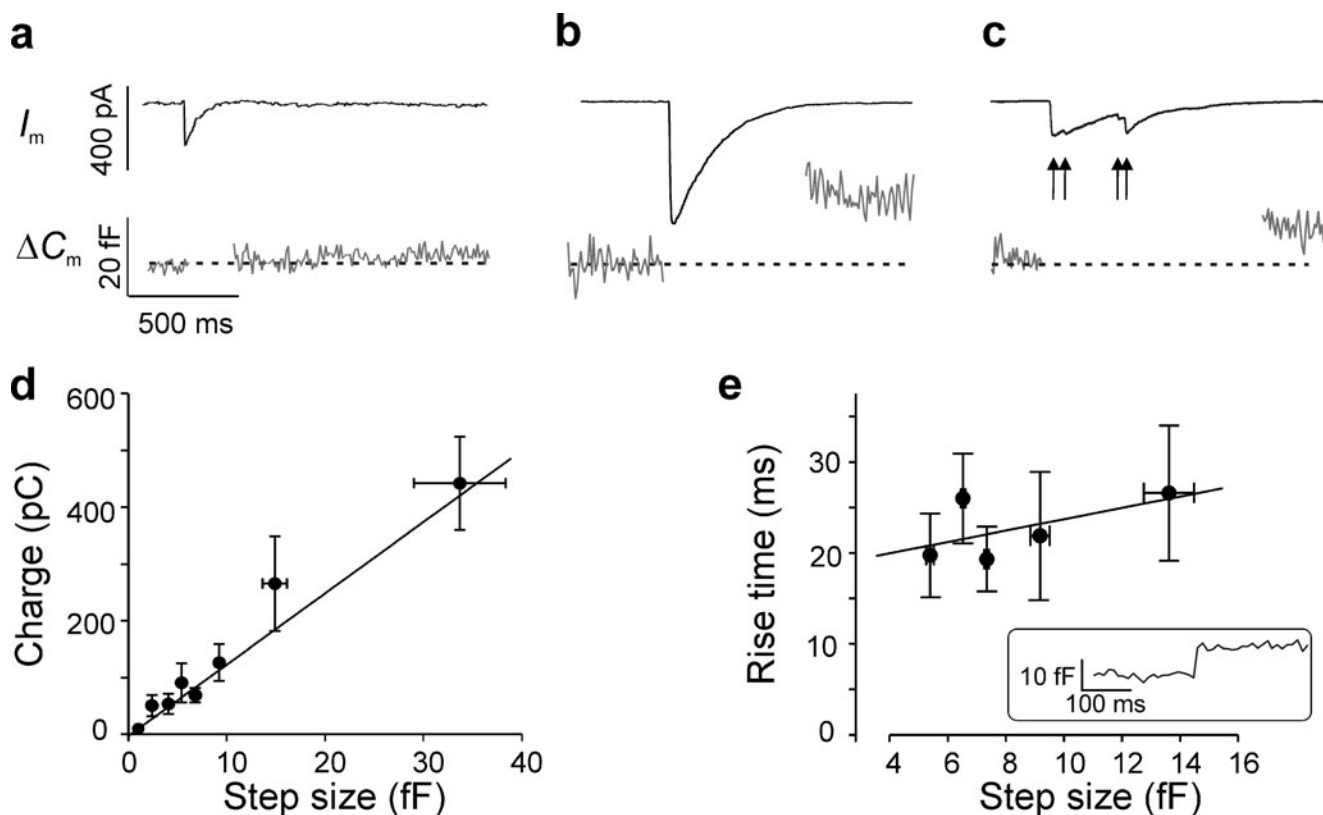 a
I_m
400 pA
ΔC_m
20 fF
500 ms
b
c
d
Charge (pC)
600
400
200
0
0 10 20 30 40
Step size (fF)
e
Rise time (ms)
30
20
10
0
10 fF
100 ms
4 6 8 10 12 14 16
Step size (fF)